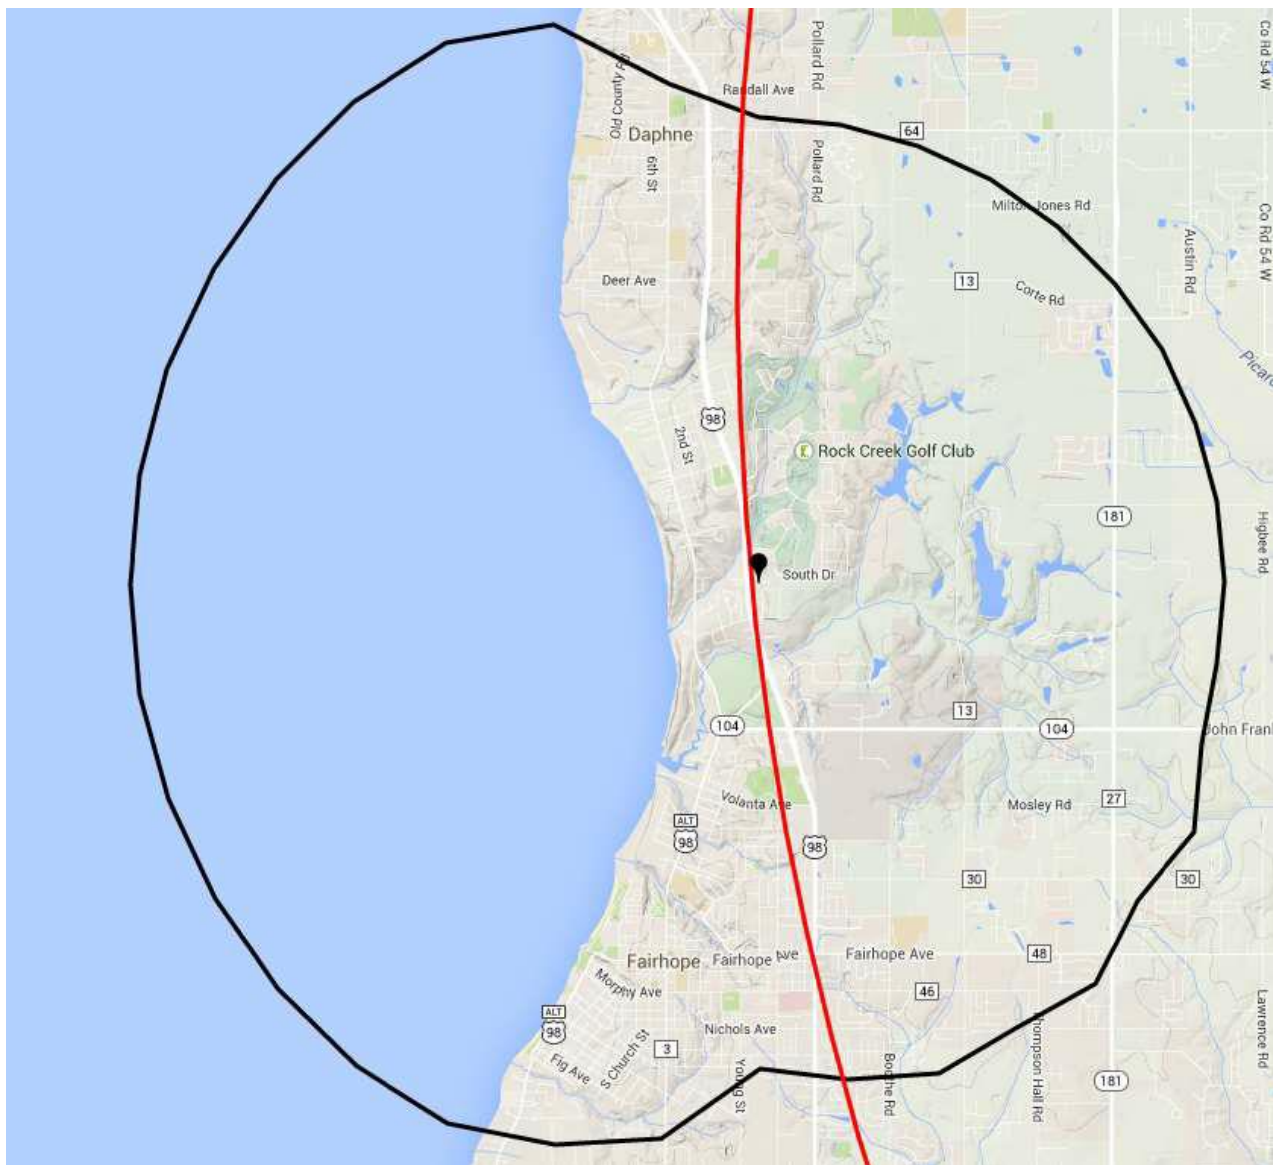 Co Rd 54 W
Pollard Rd
Old County Rd
Randall Ave
Daphne
64
6th St
Pollard Rd
Milton Jones Rd
Co Rd 54 W
Austin Rd
Deer Ave
13
Corte Rd
98
2nd St
Rock Creek Golf Club
181
Higbee Rd
South Dr
13
104
104
John Frank
Volanta Ave
Mosley Rd
27
ALT
98
98
30
30
Fairhope
Fairhope Ave
Fairhope Ave
48
Morphy Ave
46
ALT
98
Nichols Ave
3
S Church St
Fig Ave
Young St
Boothe Rd
Thompson Hall Rd
181
Lawrence Rd